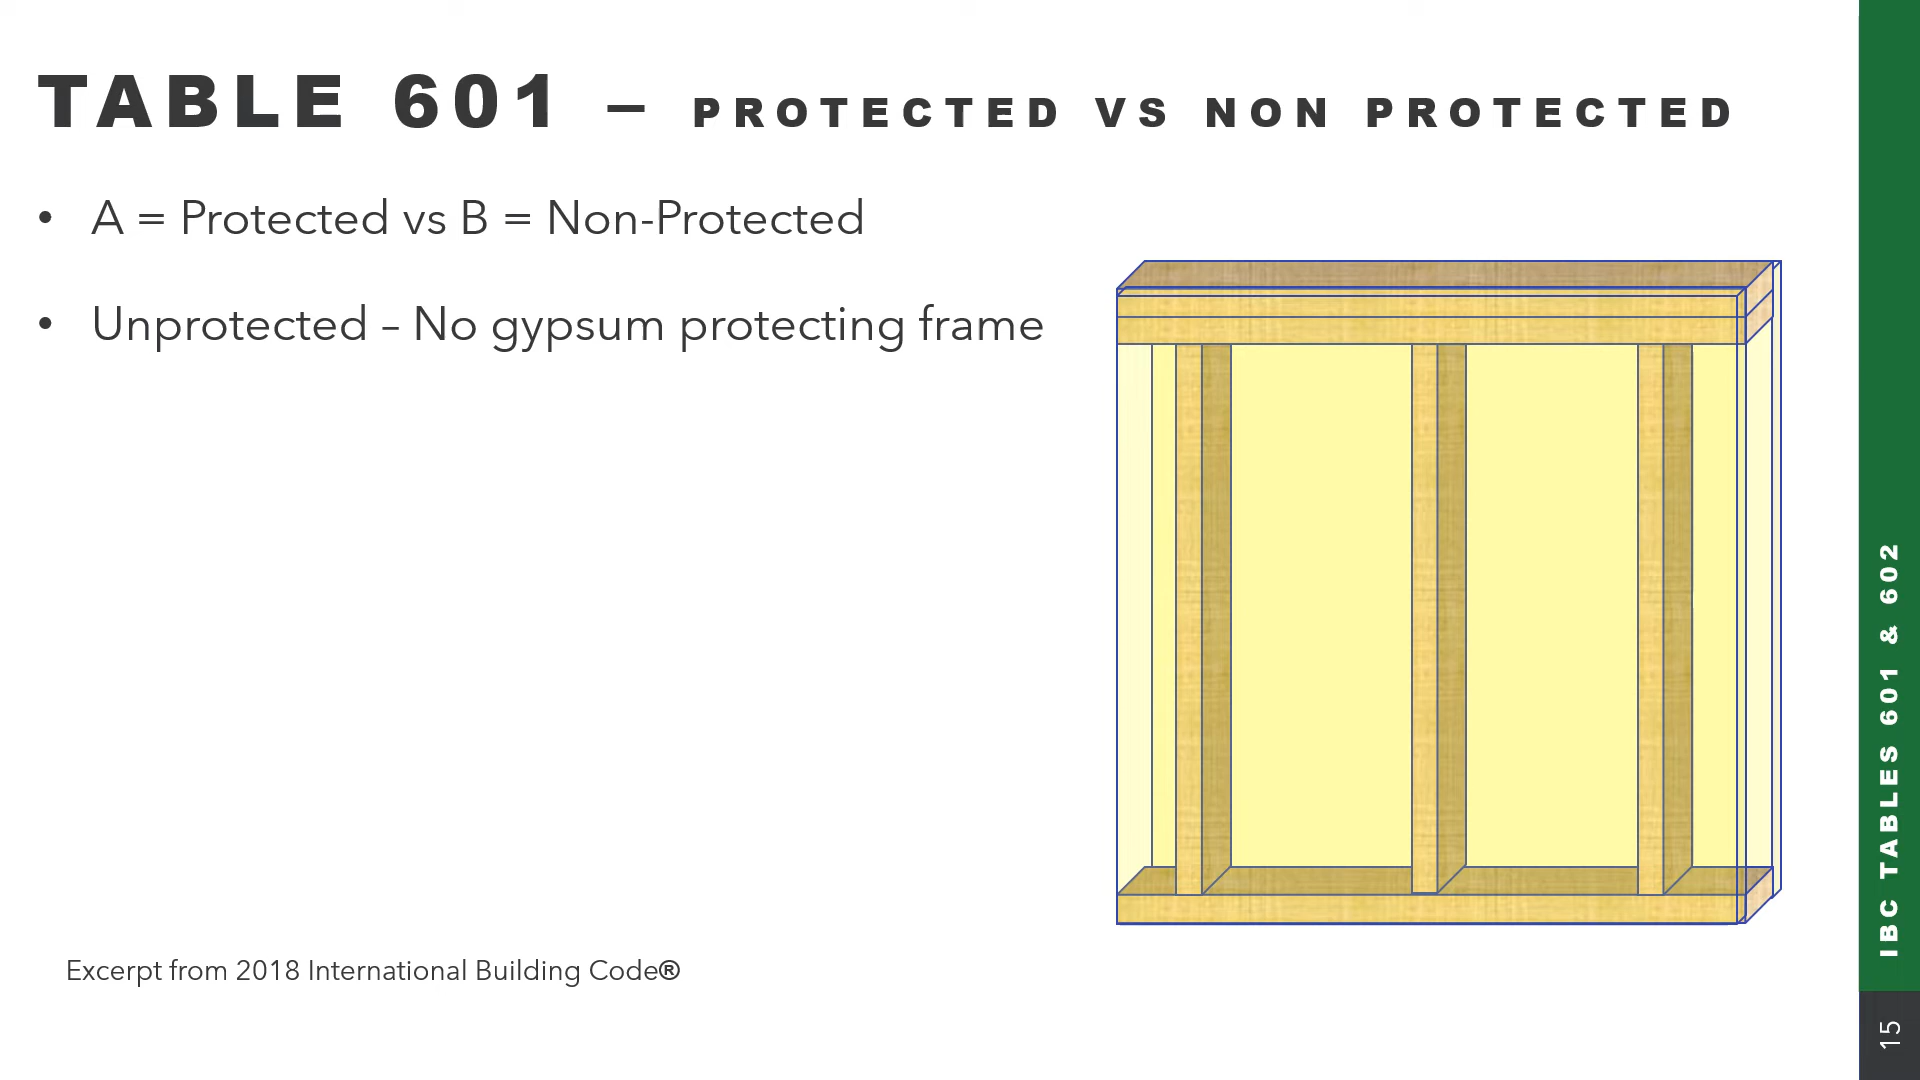 TABLE 601 – PROTECTED VS NON PROTECTED
• A = Protected vs B = Non-Protected
• Unprotected – No gypsum protecting frame
Excerpt from 2018 International Building Code®
IBC TABLES 601 & 602
15